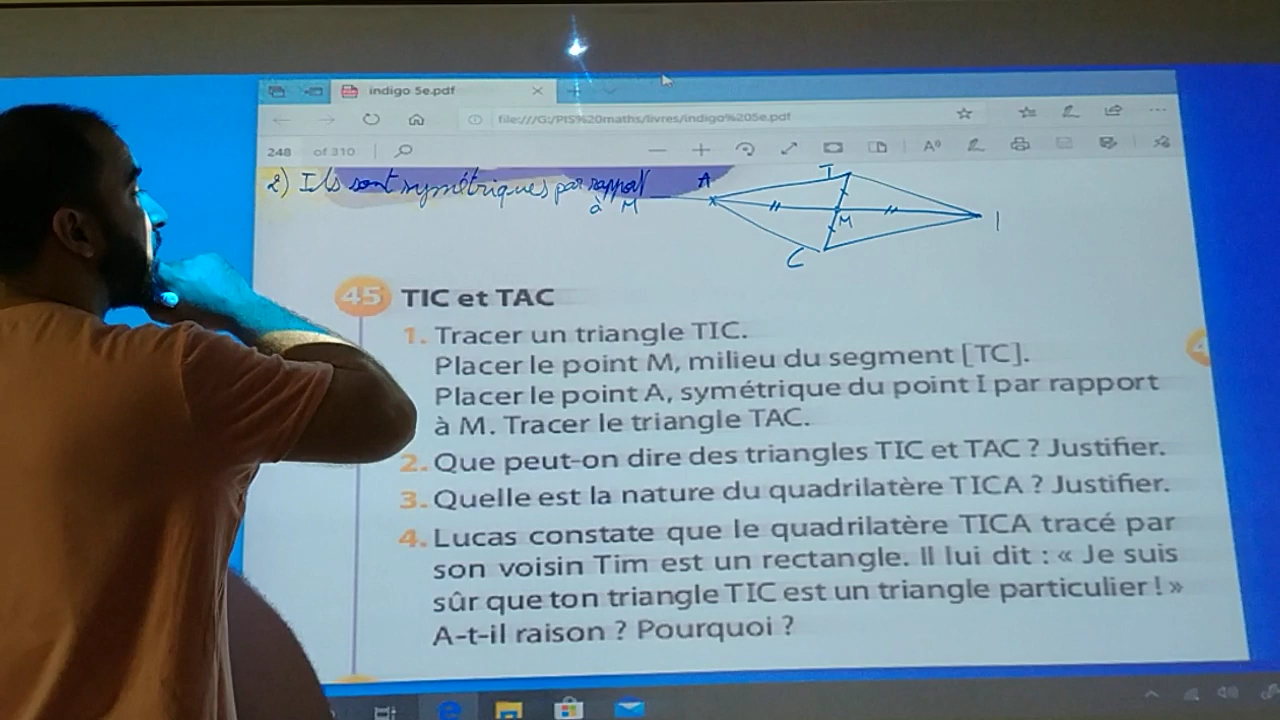 indigo 5e.pdf
file:///G:/PIS%20maths/livres/indigo%205e.pdf
248 of 310
2) Ils sont symétriques par rapport
à M
A
T
M
I
C
45 TIC et TAC
1. Tracer un triangle TIC.
Placer le point M, milieu du segment [TC].
Placer le point A, symétrique du point I par rapport
à M. Tracer le triangle TAC.
2. Que peut-on dire des triangles TIC et TAC ? Justifier.
3. Quelle est la nature du quadrilatère TICA ? Justifier.
4. Lucas constate que le quadrilatère TICA tracé par
son voisin Tim est un rectangle. Il lui dit : « Je suis
sûr que ton triangle TIC est un triangle particulier ! »
A-t-il raison ? Pourquoi ?